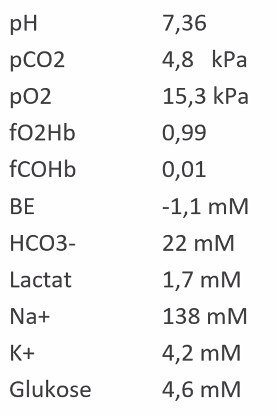 pH 7,36
pCO2 4,8 kPa
pO2 15,3 kPa
fO2Hb 0,99
fCOHb 0,01
BE -1,1 mM
HCO3- 22 mM
Lactat 1,7 mM
Na+ 138 mM
K+ 4,2 mM
Glukose 4,6 mM